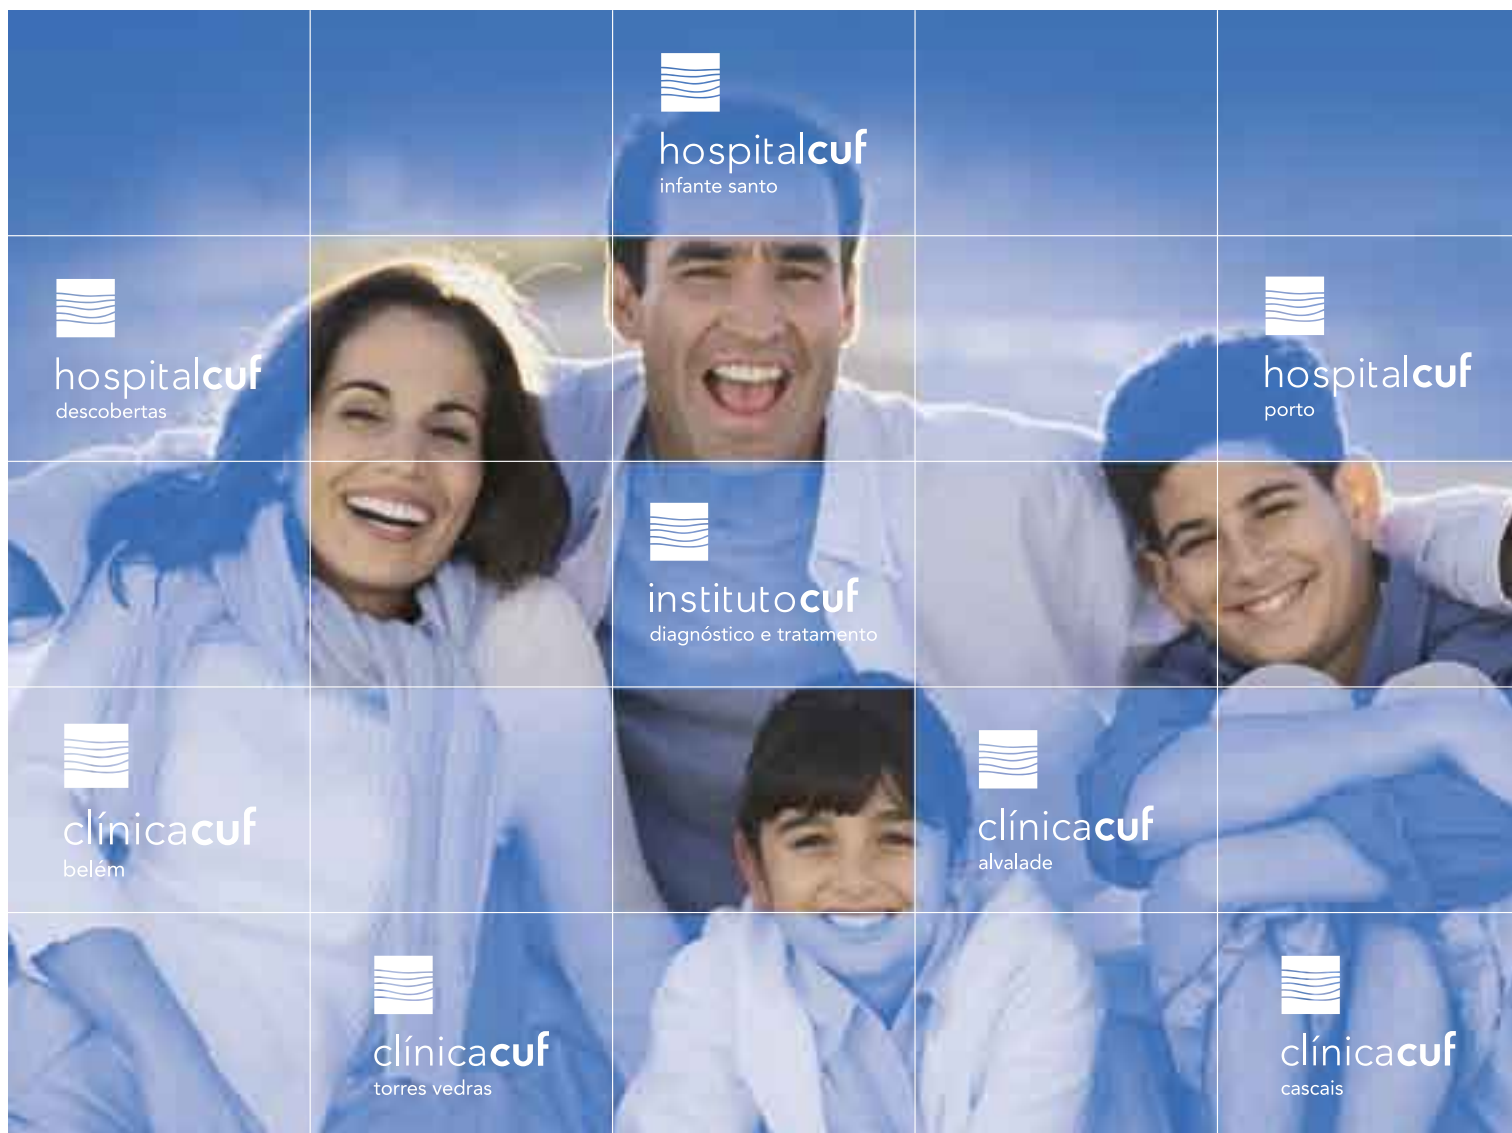 hospitalcuf
infante santo
hospitalcuf
descobertas
hospitalcuf
porto
institutocuf
diagnóstico e tratamento
clínicacuf
belém
clínicacuf
alvalade
clínicacuf
torres vedras
clínicacuf
cascais